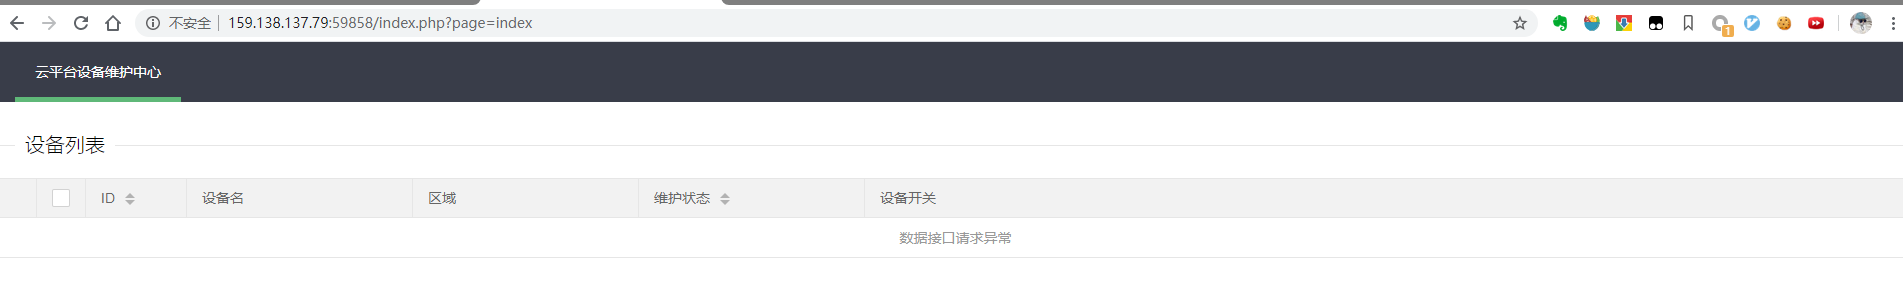 不安全 159.138.137.79:59858/index.php?page=index
1
云平台设备维护中心
设备列表
ID 设备名 区域 维护状态 设备开关
数据接口请求异常